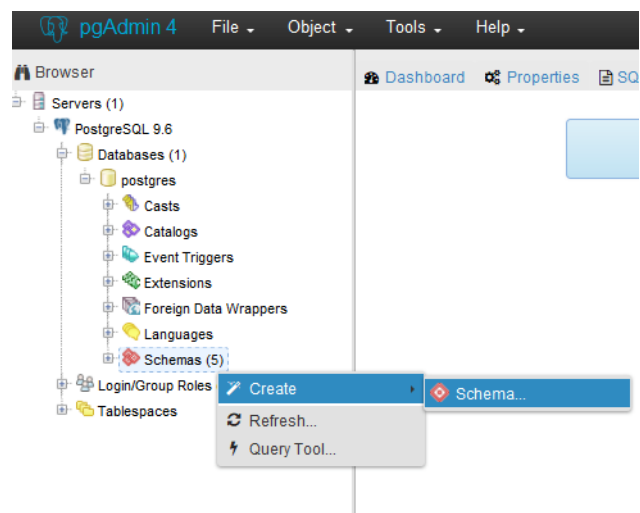 pgAdmin 4 File Object Tools Help
Browser
Dashboard Properties SQ
Servers (1)
PostgreSQL 9.6
Databases (1)
postgres
Casts
Catalogs
Event Triggers
Extensions
Foreign Data Wrappers
Languages
Schemas (5)
Login/Group Roles
Tablespaces
Create
Schema...
Refresh...
Query Tool...